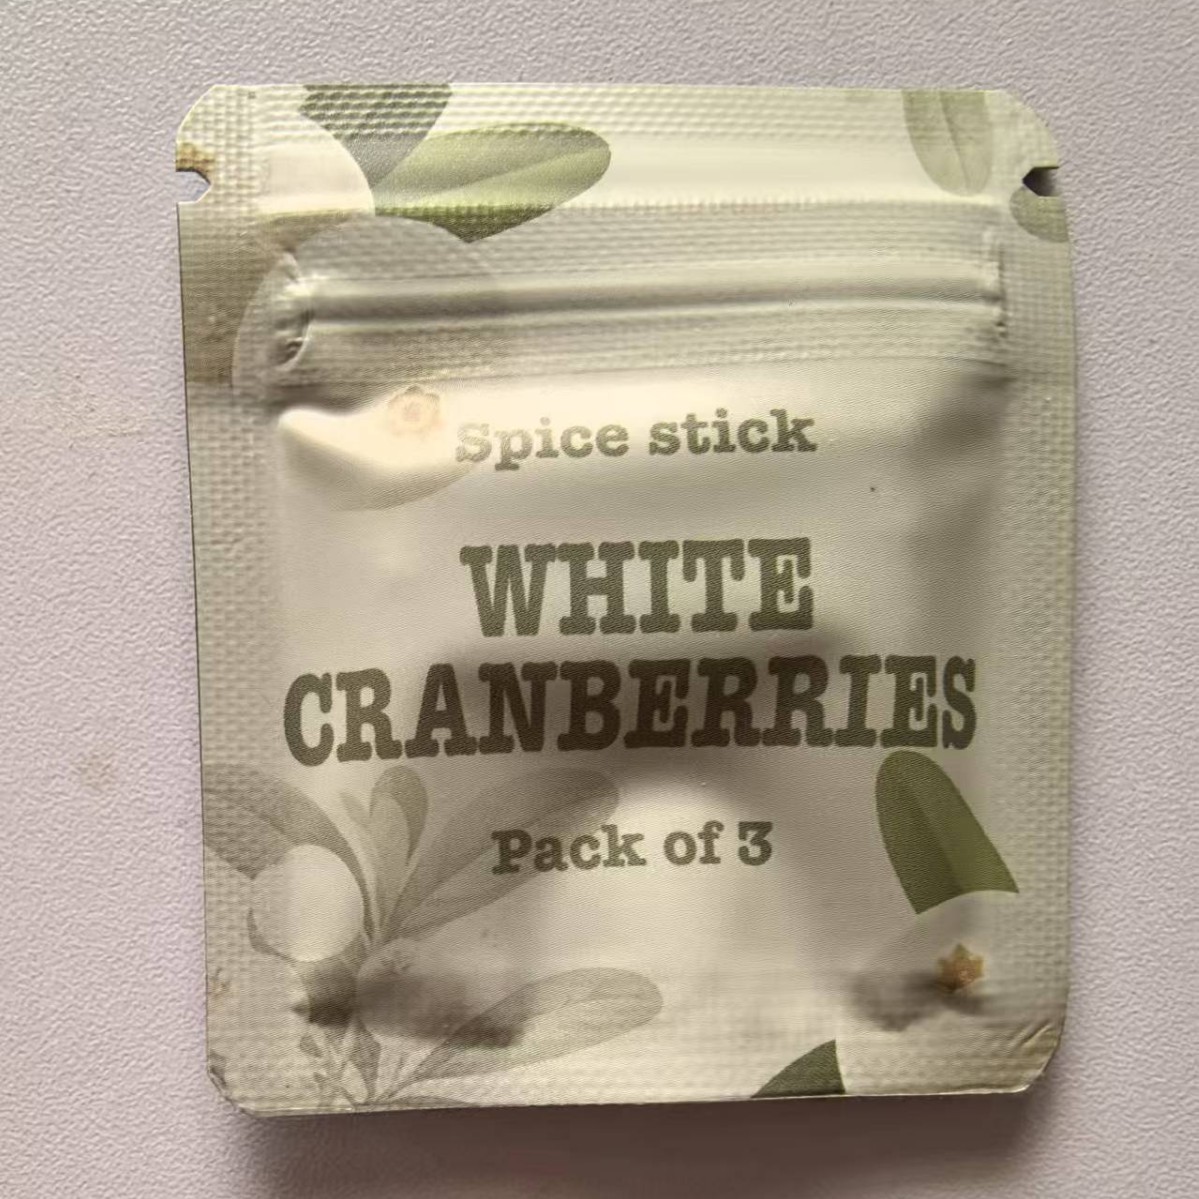 Spice stick
WHITE
CRANBERRIES
Pack of 3